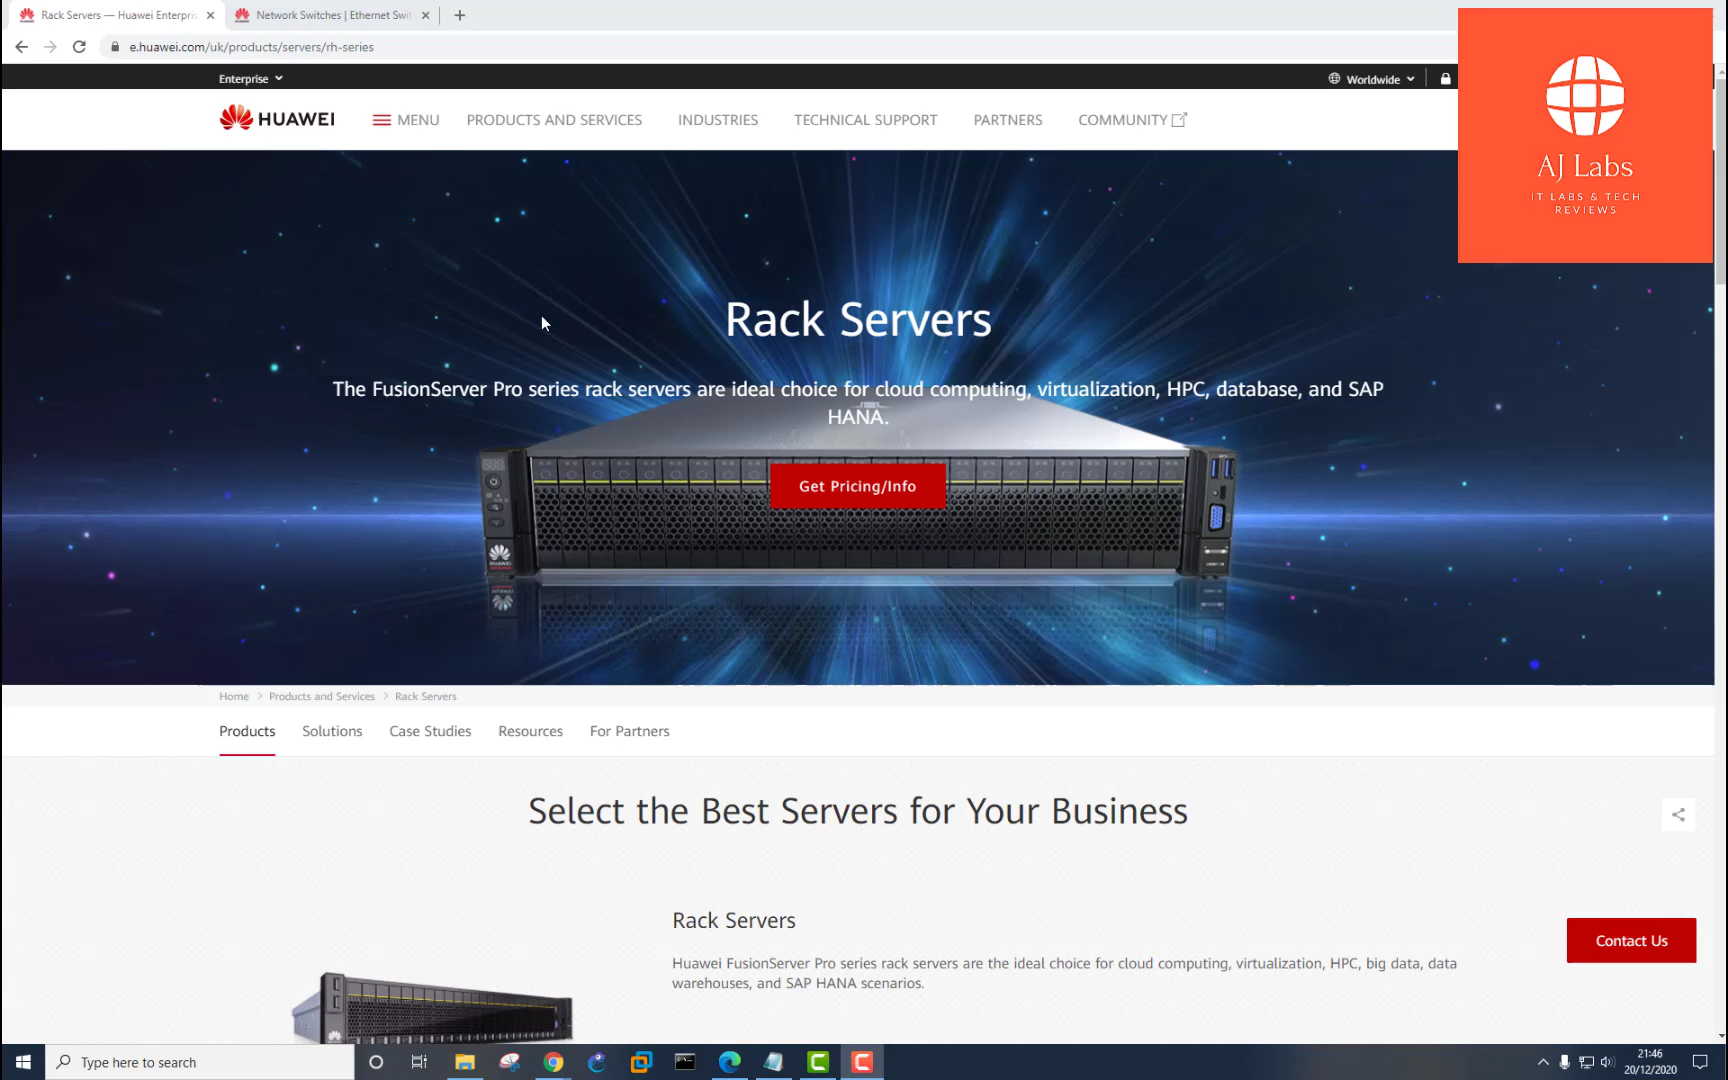 Rack Servers — Huawei Enterpris
Network Switches | Ethernet Swit
e.huawei.com/uk/products/servers/rh-series
Enterprise
Worldwide
HUAWEI
MENU
PRODUCTS AND SERVICES
INDUSTRIES
TECHNICAL SUPPORT
PARTNERS
COMMUNITY
AJ Labs
IT LABS & TECH
REVIEWS
Rack Servers
The FusionServer Pro series rack servers are ideal choice for cloud computing, virtualization, HPC, database, and SAP
HANA.
Get Pricing/Info
HUAWEI
Home > Products and Services > Rack Servers
Products
Solutions
Case Studies
Resources
For Partners
Select the Best Servers for Your Business
Rack Servers
Huawei FusionServer Pro series rack servers are the ideal choice for cloud computing, virtualization, HPC, big data, data
warehouses, and SAP HANA scenarios.
Contact Us
Type here to search
21:46
20/12/2020